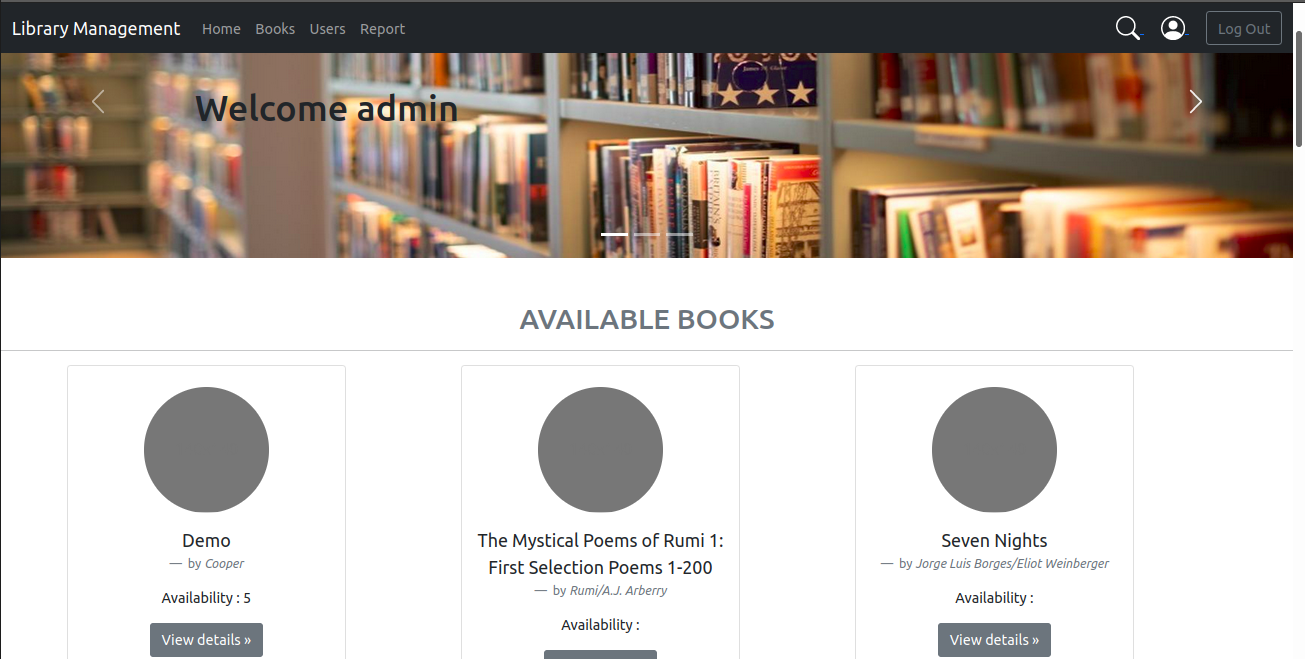 Library Management Home Books Users Report Log Out
Welcome admin
AVAILABLE BOOKS
Demo
— by Cooper
Availability : 5
View details »
The Mystical Poems of Rumi 1:
First Selection Poems 1-200
— by Rumi/A.J. Arberry
Availability :
Seven Nights
— by Jorge Luis Borges/Eliot Weinberger
Availability :
View details »